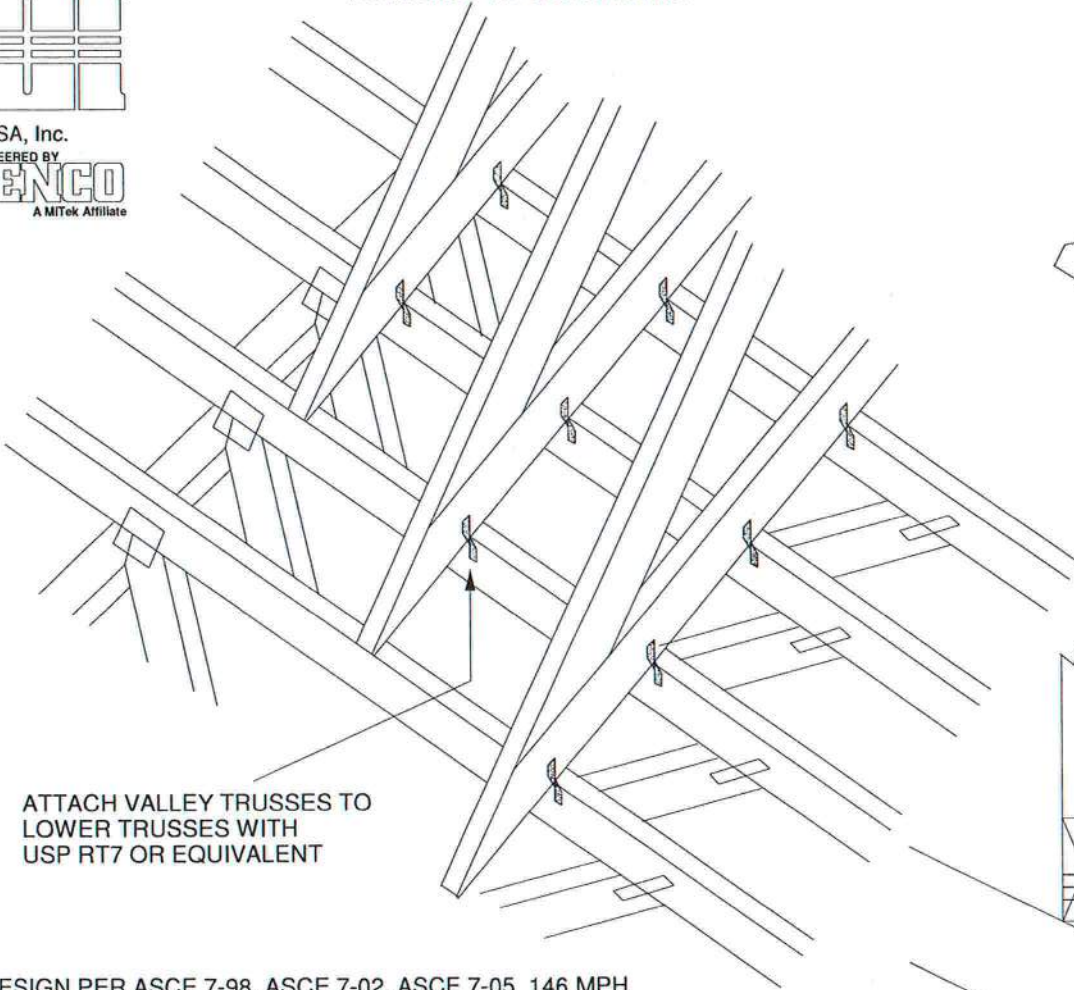 SA, Inc.
EERED BY
ENCO
A MiTek Affiliate
ATTACH VALLEY TRUSSES TO
LOWER TRUSSES WITH
USP RT7 OR EQUIVALENT
ESIGN PER ASCE 7-98, ASCE 7-02, ASCE 7-05 146 MPH